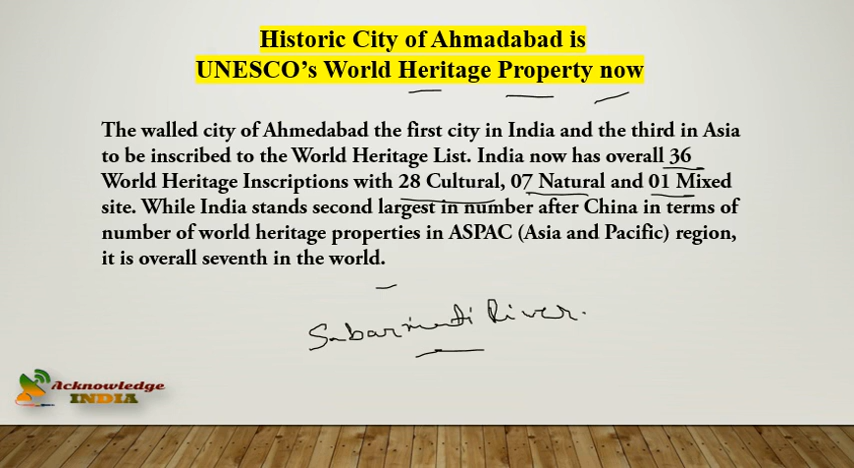 Historic City of Ahmadabad is
UNESCO's World Heritage Property now
The walled city of Ahmedabad the first city in India and the third in Asia
to be inscribed to the World Heritage List. India now has overall 36
World Heritage Inscriptions with 28 Cultural, 07 Natural and 01 Mixed
site. While India stands second largest in number after China in terms of
number of world heritage properties in ASPAC (Asia and Pacific) region,
it is overall seventh in the world.
Sabarmati River.
Acknowledge
INDIA